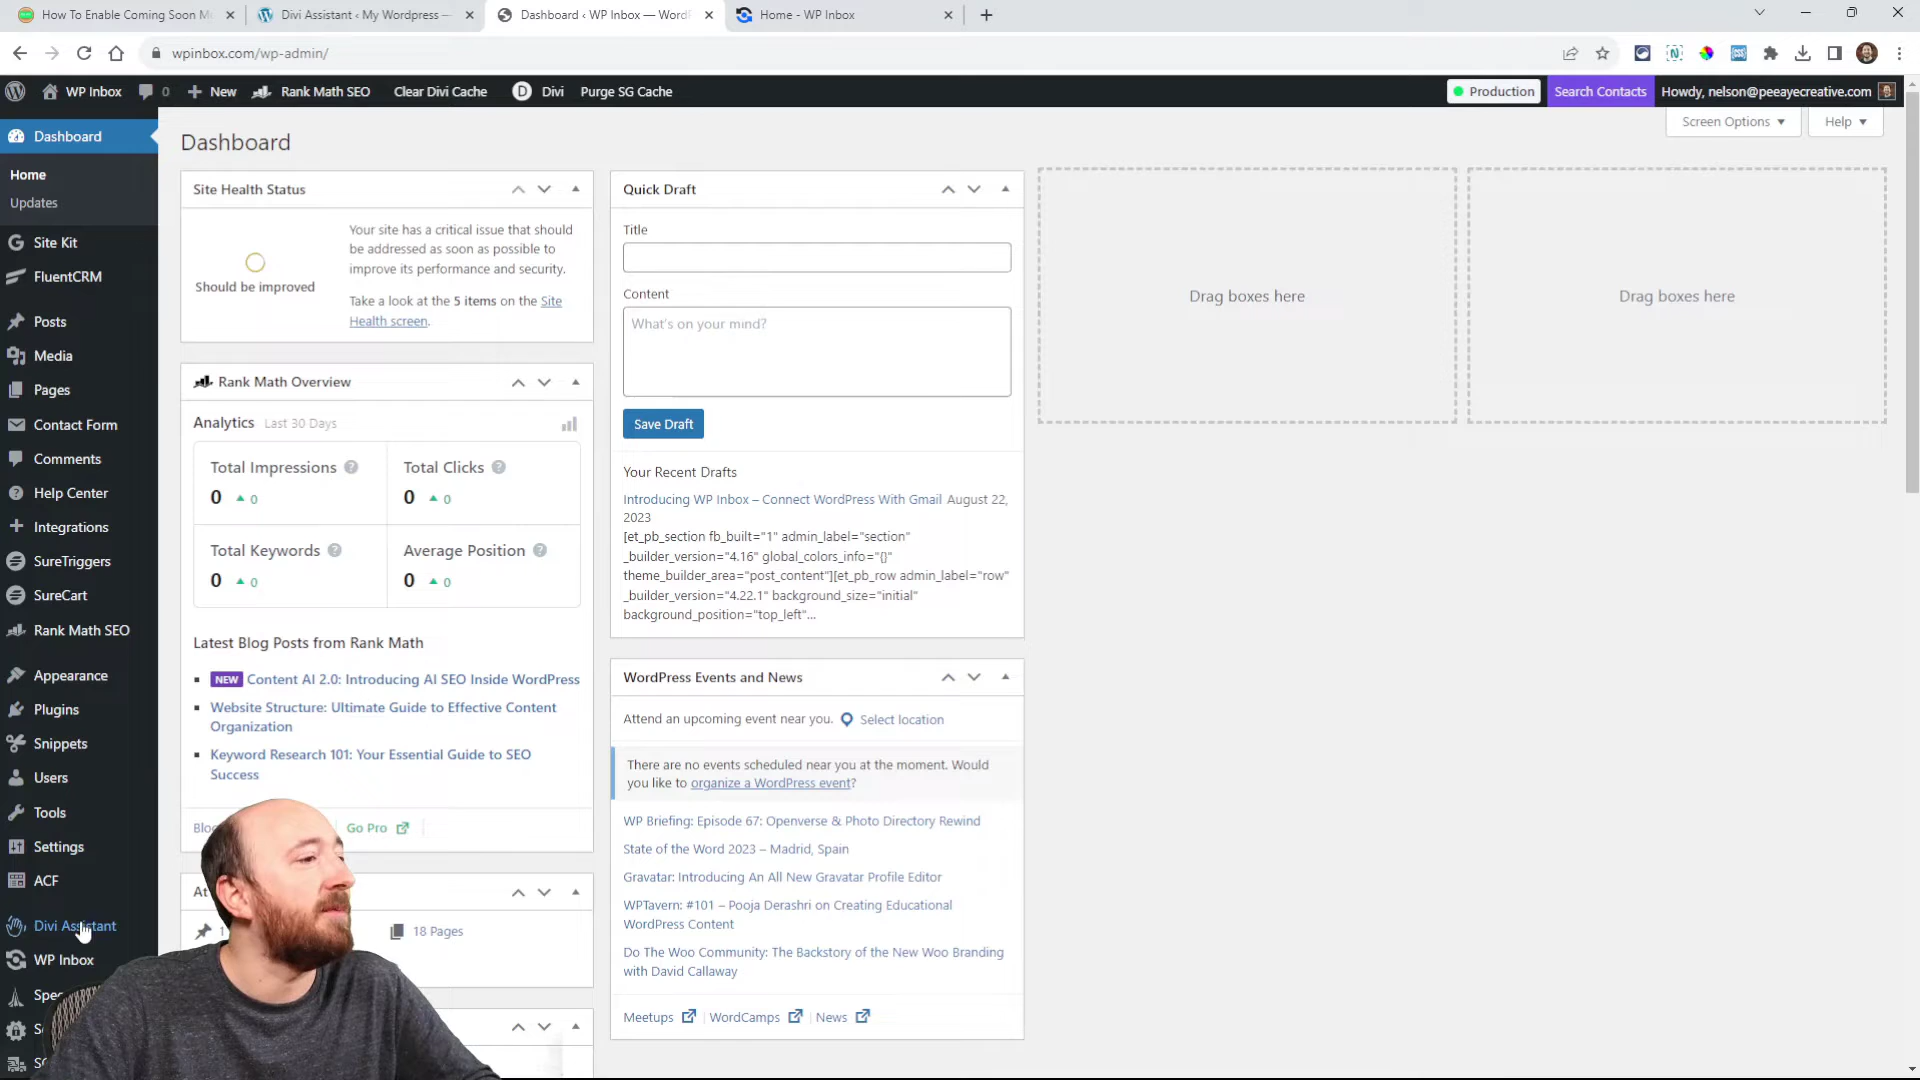 How To Enable Coming Soon M
Divi Assistant ‹ My Wordpress —
Dashboard ‹ WP Inbox — WordP
Home - WP Inbox
wpinbox.com/wp-admin/
WP Inbox
0
New
Rank Math SEO
Clear Divi Cache
D
Divi
Purge SG Cache
Production
Search Contacts
Howdy, nelson@peeayecreative.com
Dashboard
Home
Updates
Site Kit
FluentCRM
Posts
Media
Pages
Contact Form
Comments
Help Center
Integrations
SureTriggers
SureCart
Rank Math SEO
Appearance
Plugins
Snippets
Users
Tools
Settings
ACF
Divi Assistant
WP Inbox
Dashboard
Screen Options
Help
Site Health Status
Should be improved
Your site has a critical issue that should
be addressed as soon as possible to
improve its performance and security.
Take a look at the 5 items on the Site
Health screen.
Rank Math Overview
Analytics Last 30 Days
Total Impressions
0 0
Total Clicks
0 0
Total Keywords
0 0
Average Position
0 0
Latest Blog Posts from Rank Math
NEW Content AI 2.0: Introducing AI SEO Inside WordPress
Website Structure: Ultimate Guide to Effective Content
Organization
Keyword Research 101: Your Essential Guide to SEO
Success
Go Pro
18 Pages
Quick Draft
Title
Content
What's on your mind?
Save Draft
Your Recent Drafts
Introducing WP Inbox – Connect WordPress With Gmail August 22,
2023
[et_pb_section fb_built="1" admin_label="section"
_builder_version="4.16" global_colors_info="{}"
theme_builder_area="post_content"][et_pb_row admin_label="row"
_builder_version="4.22.1" background_size="initial"
background_position="top_left"...
WordPress Events and News
Attend an upcoming event near you. Select location
There are no events scheduled near you at the moment. Would
you like to organize a WordPress event?
WP Briefing: Episode 67: Openverse & Photo Directory Rewind
State of the Word 2023 – Madrid, Spain
Gravatar: Introducing An All New Gravatar Profile Editor
WPTavern: #101 – Pooja Derashri on Creating Educational
WordPress Content
Do The Woo Community: The Backstory of the New Woo Branding
with David Callaway
Meetups
WordCamps
News
Drag boxes here
Drag boxes here